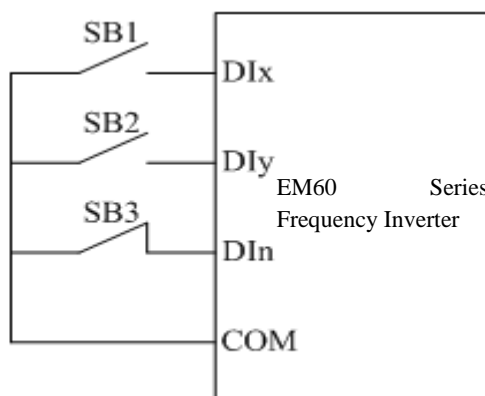 SB1
DIx
SB2
DIy
EM60 Series
Frequency Inverter
SB3
DIn
COM